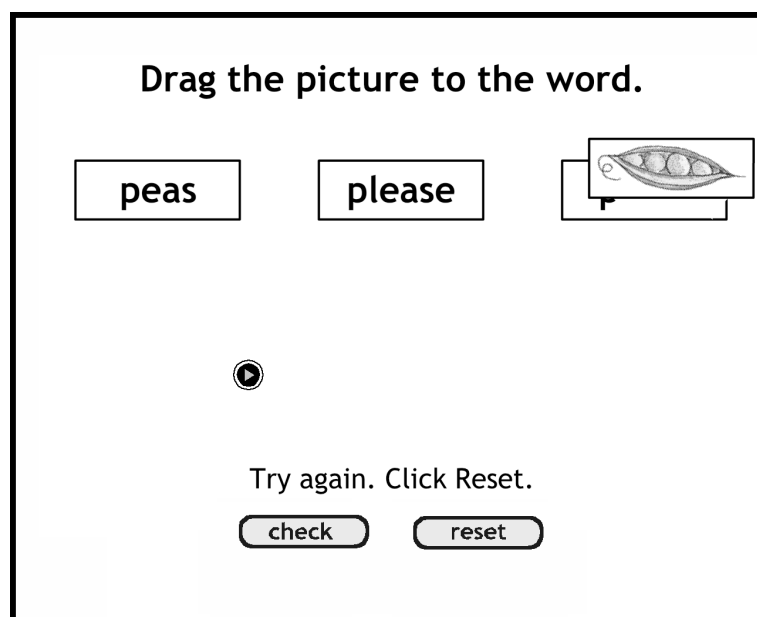 Drag the picture to the word.
peas please
Try again. Click Reset.
check reset